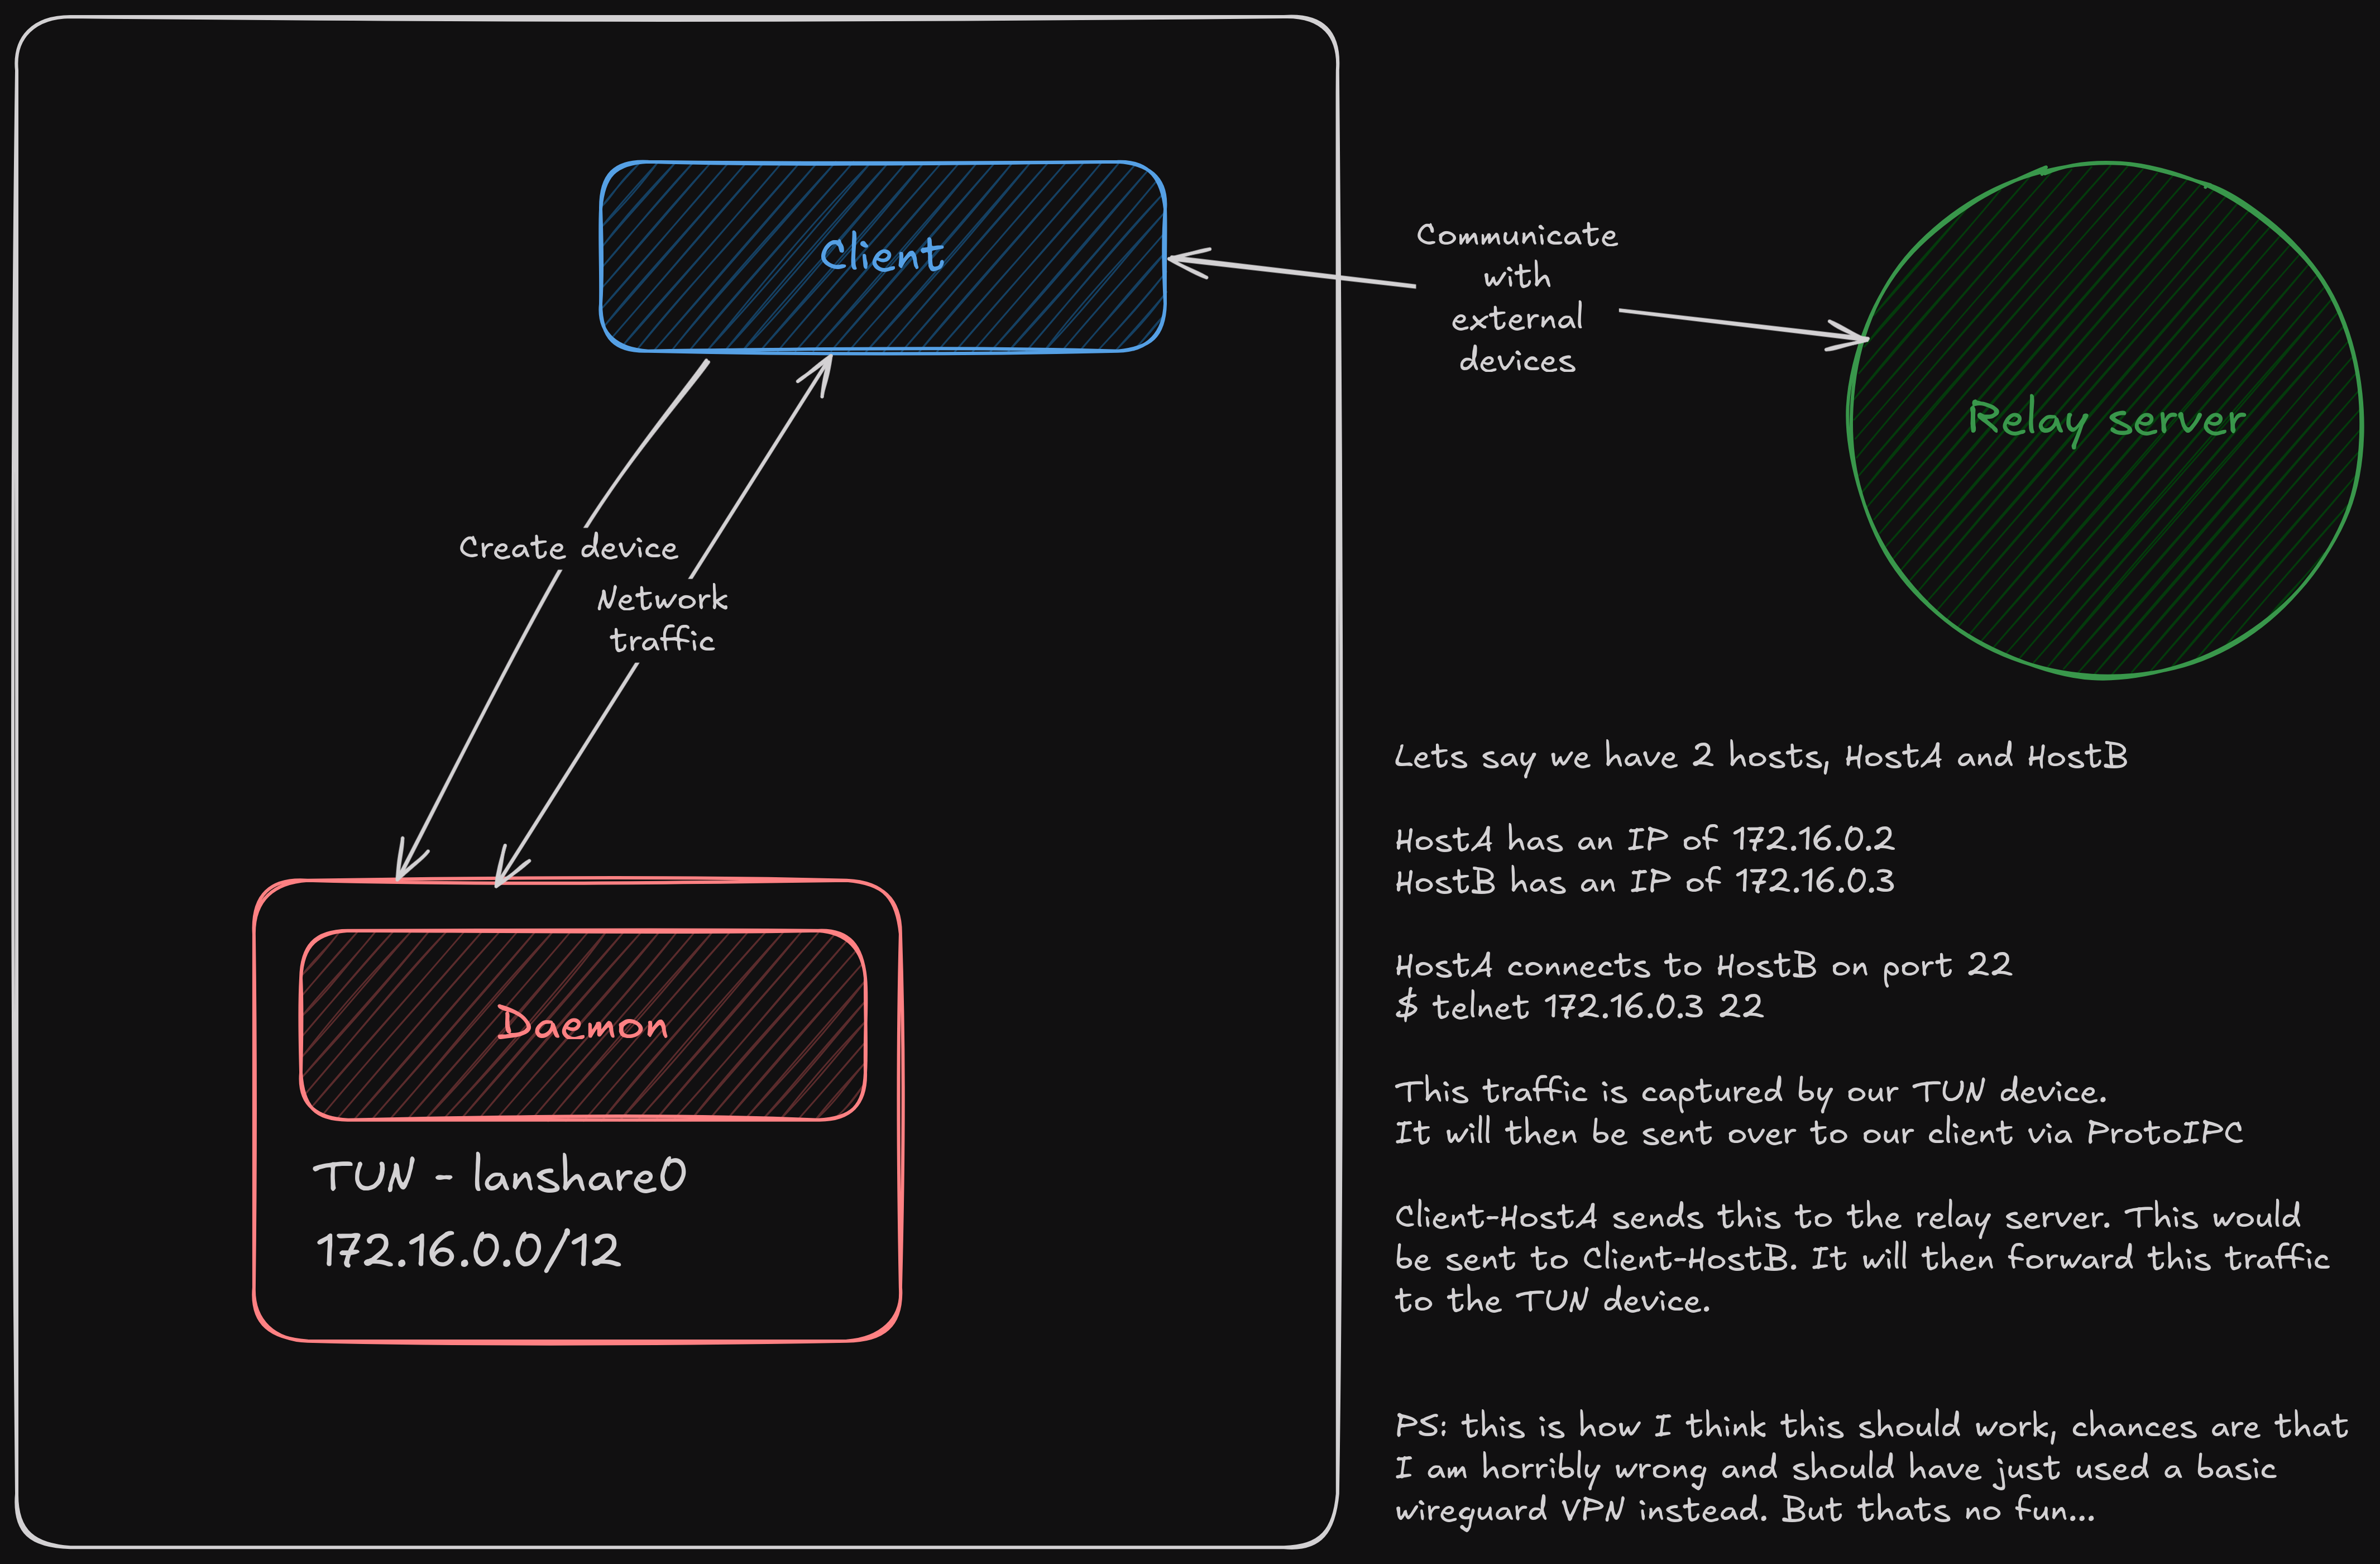 Client
Communicate
with
external
devices
Relay server
Create device
Network
traffic
Daemon
TUN - lanshare0
172.16.0.0/12
Lets say we have 2 hosts, HostA and HostB
HostA has an IP of 172.16.0.2
HostB has an IP of 172.16.0.3
HostA connects to HostB on port 22
$ telnet 172.16.0.3 22
This traffic is captured by our TUN device.
It will then be sent over to our client via ProtoIPC
Client-HostA sends this to the relay server. This would
be sent to Client-HostB. It will then forward this traffic
to the TUN device.
PS: this is how I think this should work, chances are that
I am horribly wrong and should have just used a basic
wireguard VPN instead. But thats no fun...